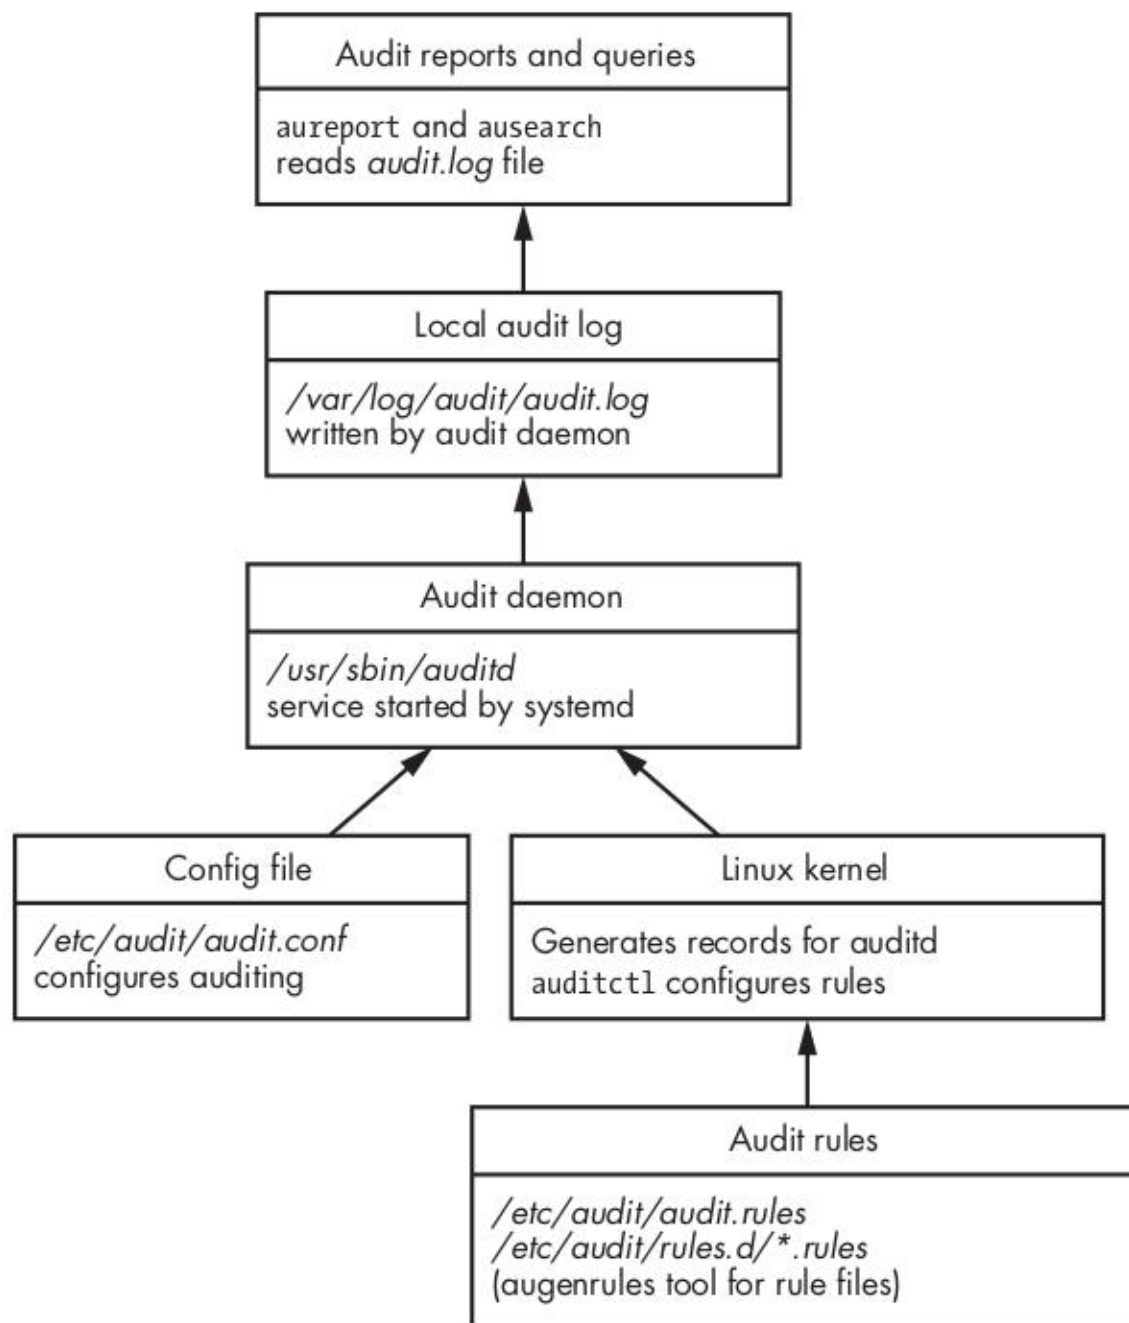 Audit reports and queries
aureport and ausearch
reads audit.log file
Local audit log
/var/log/audit/audit.log
written by audit daemon
Audit daemon
/usr/sbin/auditd
service started by systemd
Config file
/etc/audit/audit.conf
configures auditing
Linux kernel
Generates records for auditd
auditctl configures rules
Audit rules
/etc/audit/audit.rules
/etc/audit/rules.d/*.rules
(augenrules tool for rule files)